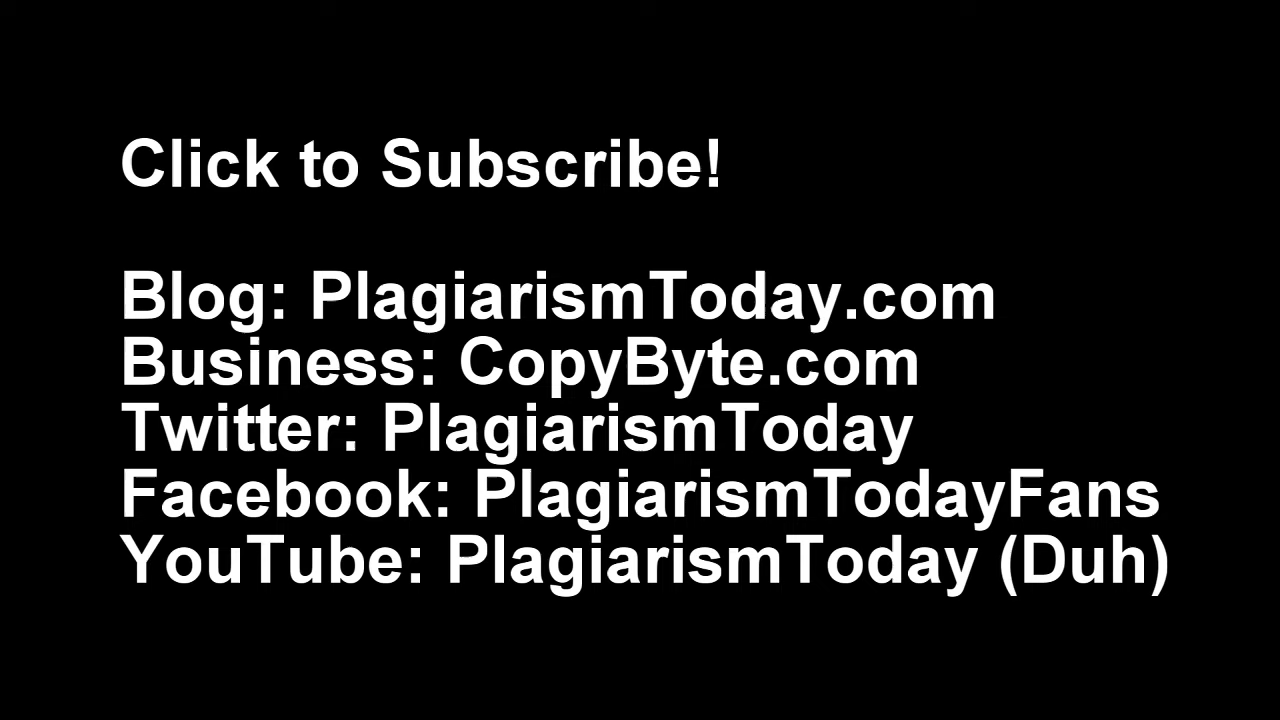 Click to Subscribe!
Blog: PlagiarismToday.com
Business: CopyByte.com
Twitter: PlagiarismToday
Facebook: PlagiarismTodayFans
YouTube: PlagiarismToday (Duh)